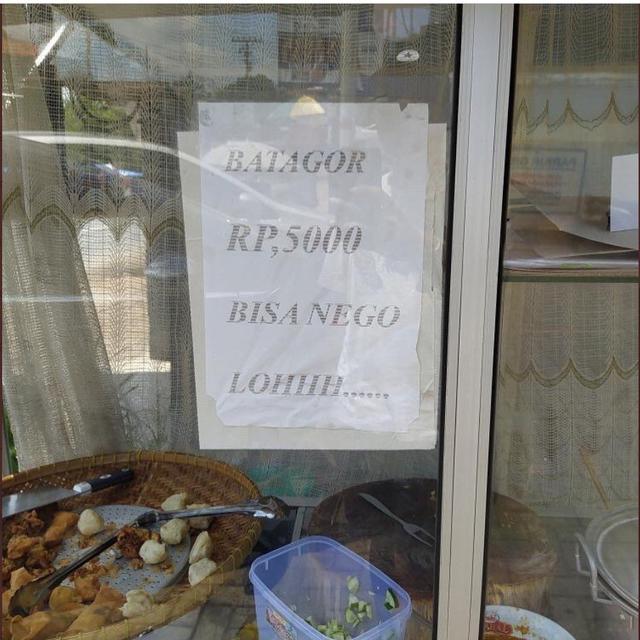 BATAGOR
RP,5000
BISA NEGO
LOHHH......